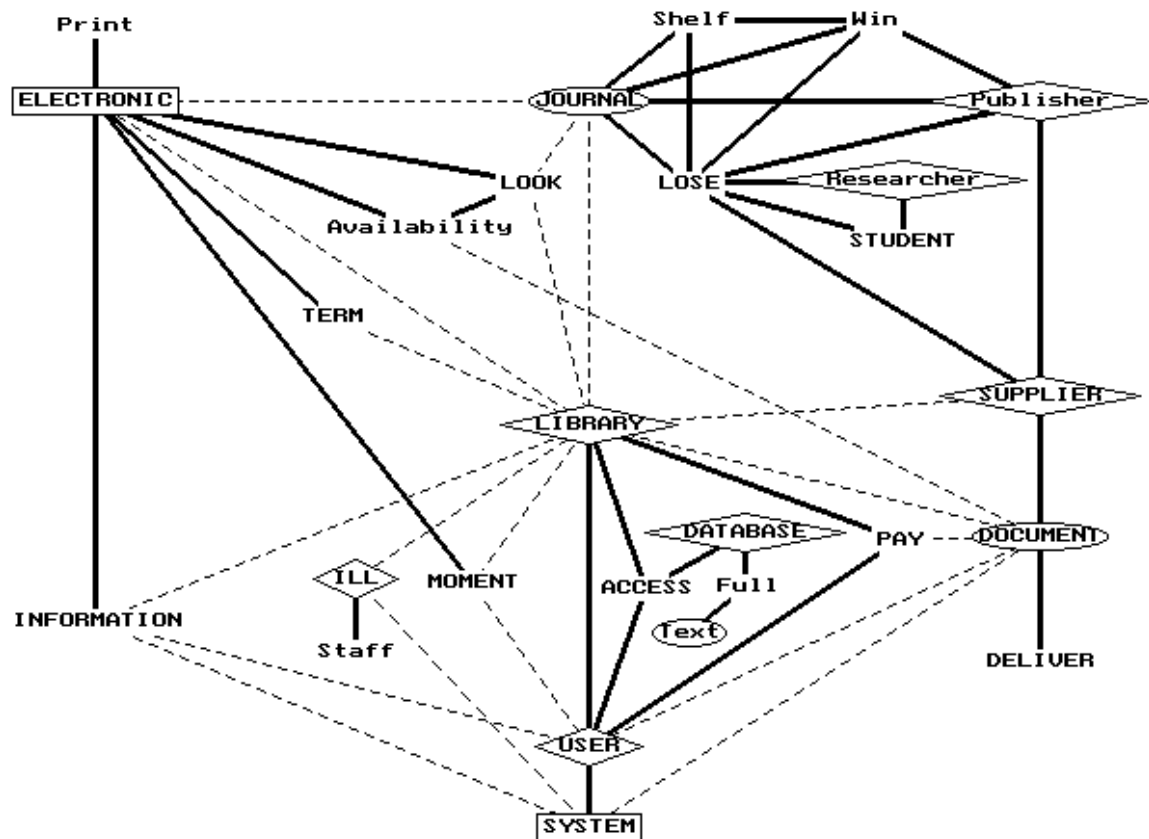 Print
Shelf
Win
ELECTRONIC
JOURNAL
Publisher
LOOK
LOSE
Researcher
Availability
STUDENT
TERM
SUPPLIER
LIBRARY
DATABASE
PAY
DOCUMENT
ILL
MOMENT
ACCESS
Full
INFORMATION
Text
Staff
DELIVER
USER
SYSTEM